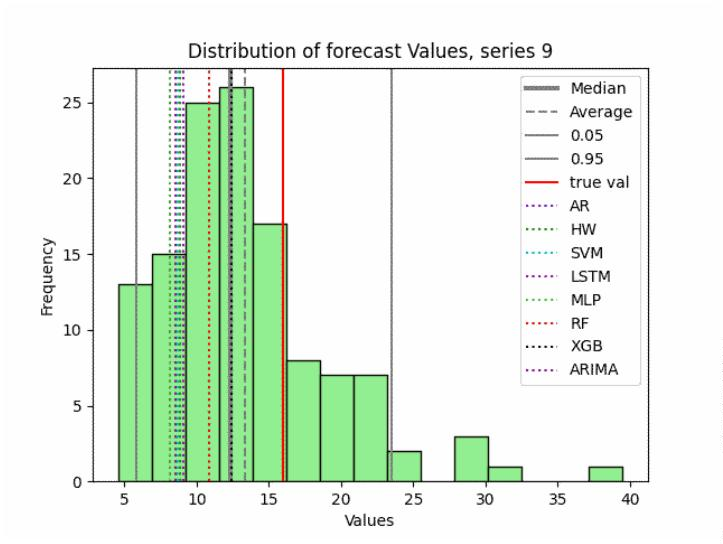 Distribution of forecast Values, series 9
Frequency
25
20
15
10
5
0
5
10
15
20
25
30
35
40
Values
Median
Average
0.05
0.95
true val
AR
HW
SVM
LSTM
MLP
RF
XGB
ARIMA